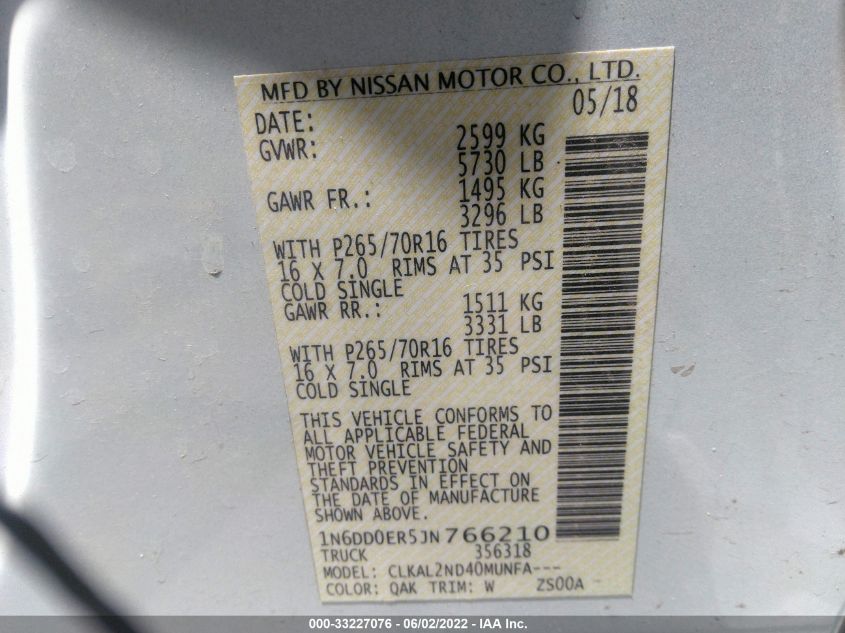 MFD BY NISSAN MOTOR CO., LTD.
DATE: 05/18
GVWR: 2599 KG
5730 LB
GAWR FR.: 1495 KG
3296 LB
WITH P265/70R16 TIRES
16 X 7.0 RIMS AT 35 PSI
COLD SINGLE
GAWR RR.: 1511 KG
3331 LB
WITH P265/70R16 TIRES
16 X 7.0 RIMS AT 35 PSI
COLD SINGLE
THIS VEHICLE CONFORMS TO
ALL APPLICABLE FEDERAL
MOTOR VEHICLE SAFETY AND
THEFT PREVENTION
STANDARDS IN EFFECT ON
THE DATE OF MANUFACTURE
SHOWN ABOVE.
1N6DD0ER5JN766210
TRUCK 356318
MODEL: CLKAL2ND40MUNFA---
COLOR: QAK TRIM: W ZS00A
000-33227076 - 06/02/2022 - IAA Inc.